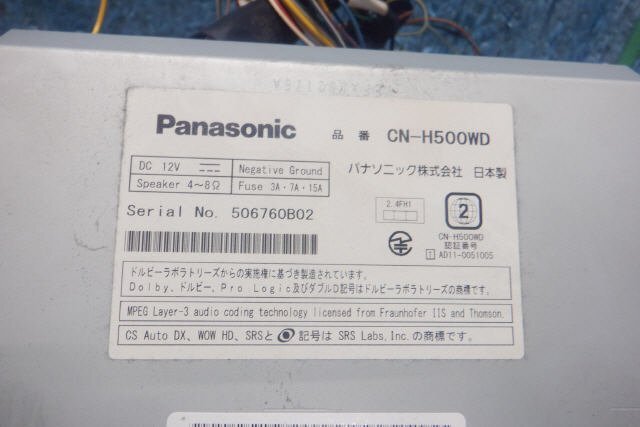 Panasonic 品番 CN-H500WD
DC 12V Negative Ground
パナソニック株式会社 日本製
Speaker 4〜8Ω Fuse 3A・7A・15A
Serial No. 506760B02
2.4FH1
2
CN-H500WD
認証番号
T AD11-0051005
ドルビーラボラトリーズからの実施権に基づき製造されています。
Dolby、ドルビー、Pro Logic及びダブルD記号はドルビーラボラトリーズの商標です。
MPEG Layer-3 audio coding technology licensed from Fraunhofer IIS and Thomson.
CS Auto DX、WOW HD、SRSと 記号は SRS Labs,Inc. の商標です。